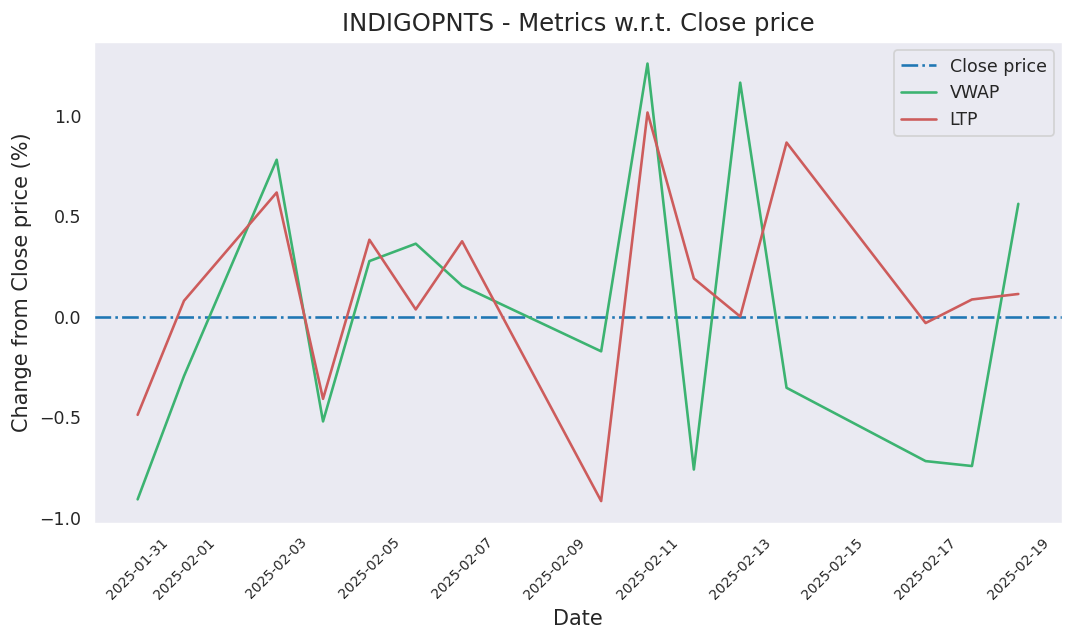 INDIGOPNTS - Metrics w.r.t. Close price
Close price
VWAP
LTP
Change from Close price (%)
1.0
0.5
0.0
−0.5
−1.0
2025-01-31
2025-02-01
2025-02-03
2025-02-05
2025-02-07
2025-02-09
2025-02-11
2025-02-13
2025-02-15
2025-02-17
2025-02-19
Date